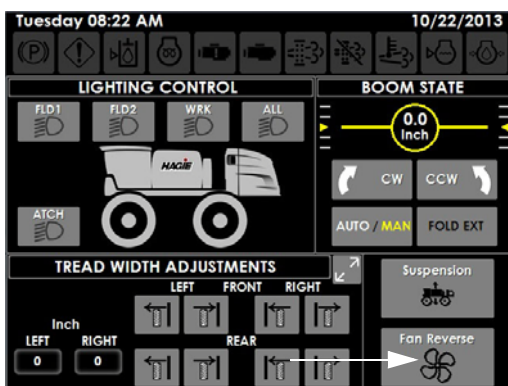 Tuesday 08:22 AM 10/22/2013
(P)
LIGHTING CONTROL
FLD1 FLD2 WRK ALL
HAGIE
ATCH
BOOM STATE
0.0
Inch
CW CCW
AUTO / MAN FOLD EXT
TREAD WIDTH ADJUSTMENTS
LEFT FRONT RIGHT
Inch
LEFT RIGHT
0 0
REAR
Suspension
Fan Reverse